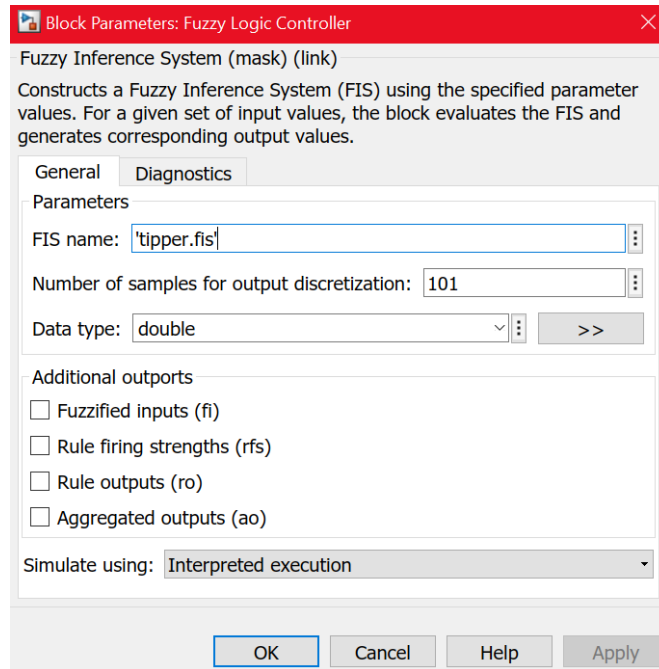 Block Parameters: Fuzzy Logic Controller
Fuzzy Inference System (mask) (link)
Constructs a Fuzzy Inference System (FIS) using the specified parameter
values. For a given set of input values, the block evaluates the FIS and
generates corresponding output values.
General Diagnostics
Parameters
FIS name: 'tipper.fis'
Number of samples for output discretization: 101
Data type: double >>
Additional outports
Fuzzified inputs (fi)
Rule firing strengths (rfs)
Rule outputs (ro)
Aggregated outputs (ao)
Simulate using: Interpreted execution
OK Cancel Help Apply